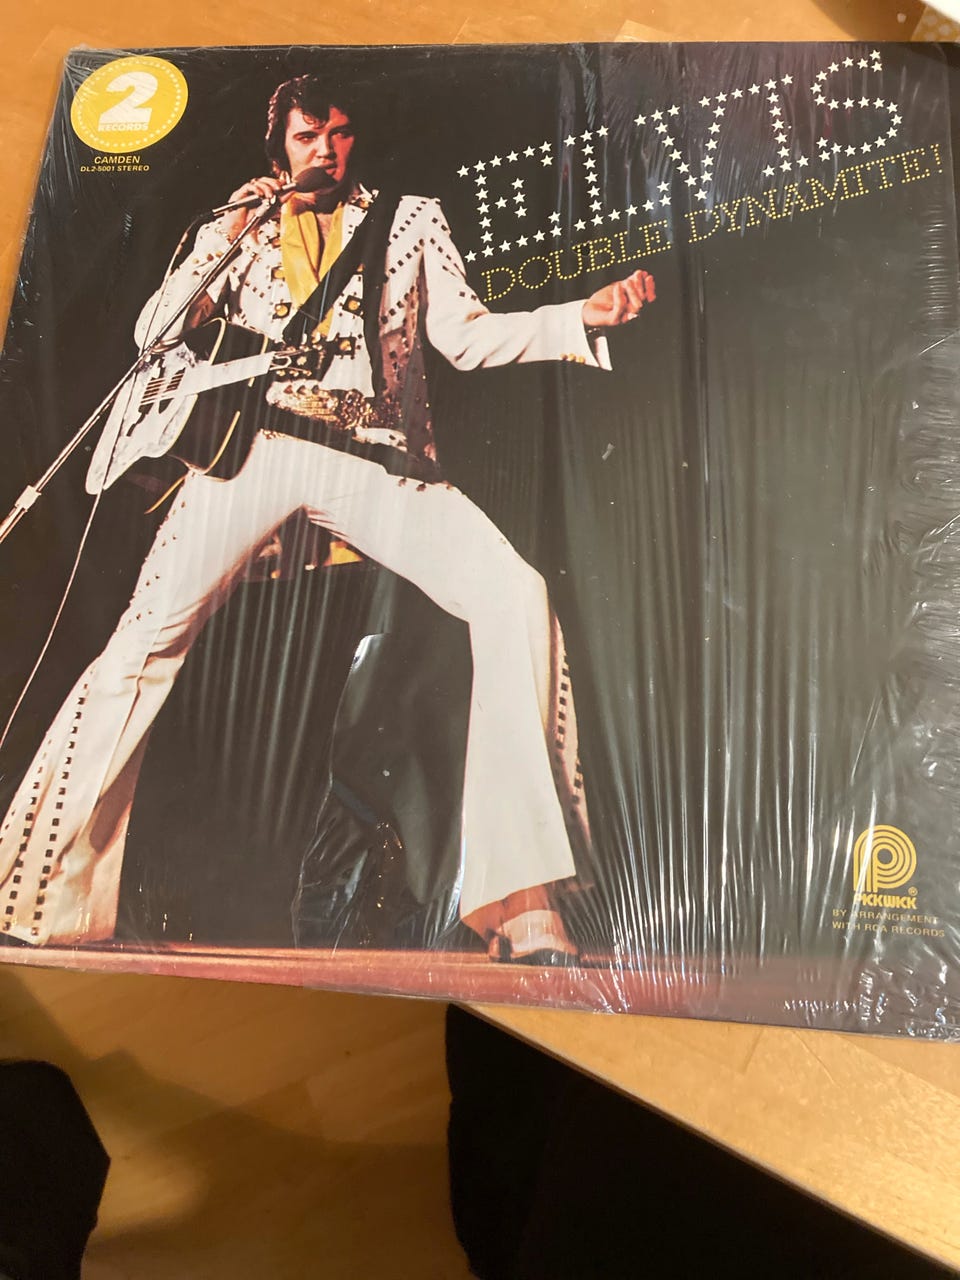 2
RECORDS
CAMDEN
DL2-5001 STEREO
ELVIS
DOUBLE DYNAMITE!
P
PICKWICK®
BY ARRANGEMENT
WITH RCA RECORDS